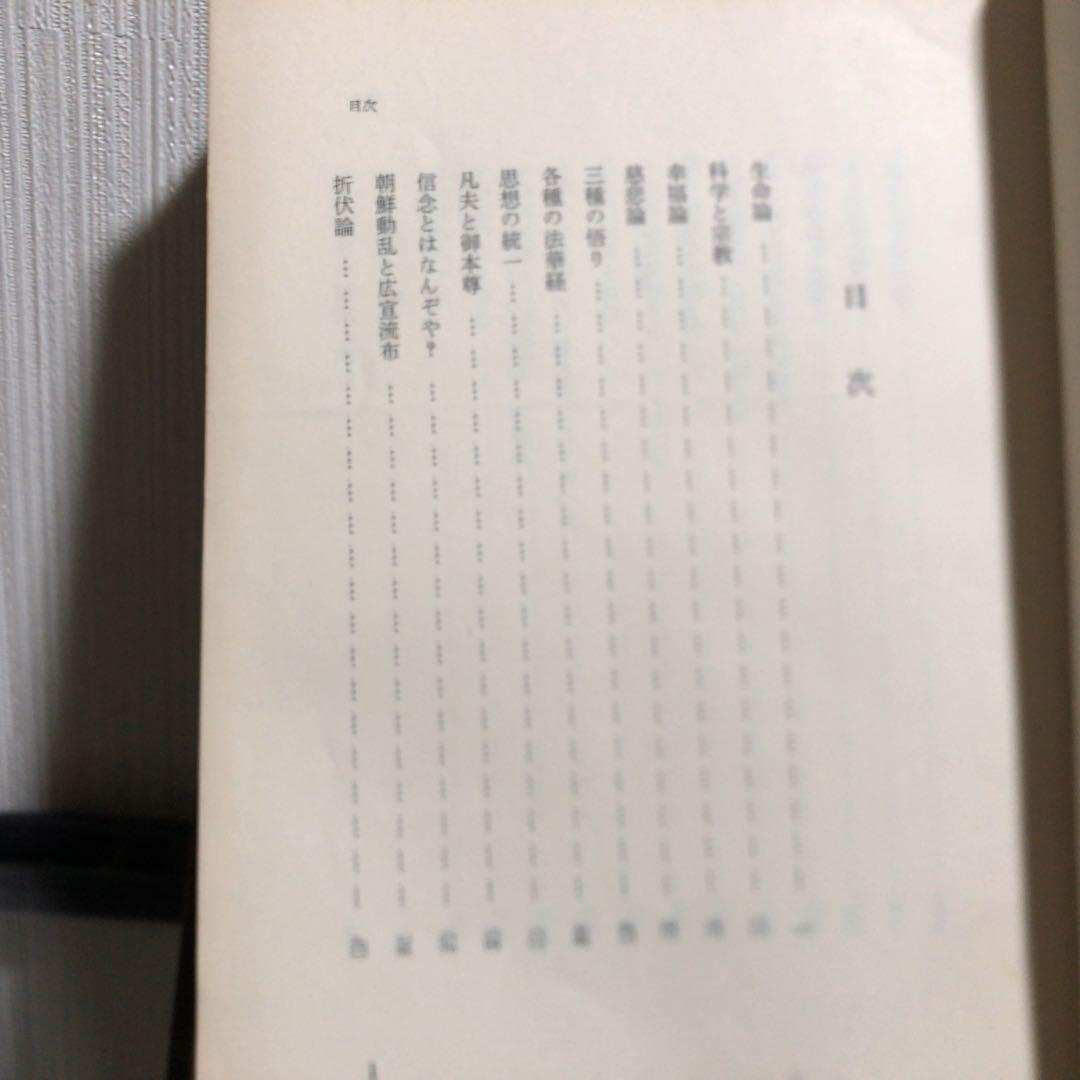 目次
目次
生命論
科学と宗教
幸福論
慈悲論
三種の悟り
各種の法華経
思想の統一
凡夫と御本尊
信念とはなんぞや？
朝鮮動乱と広宣流布
折伏論